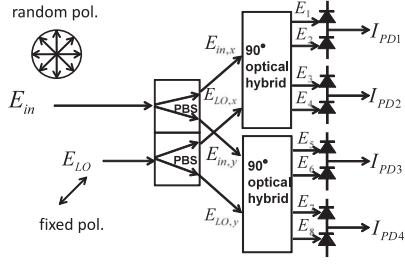 random pol.
E_in
E_LO
fixed pol.
PBS
PBS
E_in,x
E_LO,x
E_in,y
E_LO,y
90°
optical
hybrid
90°
optical
hybrid
E_1
E_2
E_3
E_4
E_5
E_6
E_7
E_8
I_PD1
I_PD2
I_PD3
I_PD4